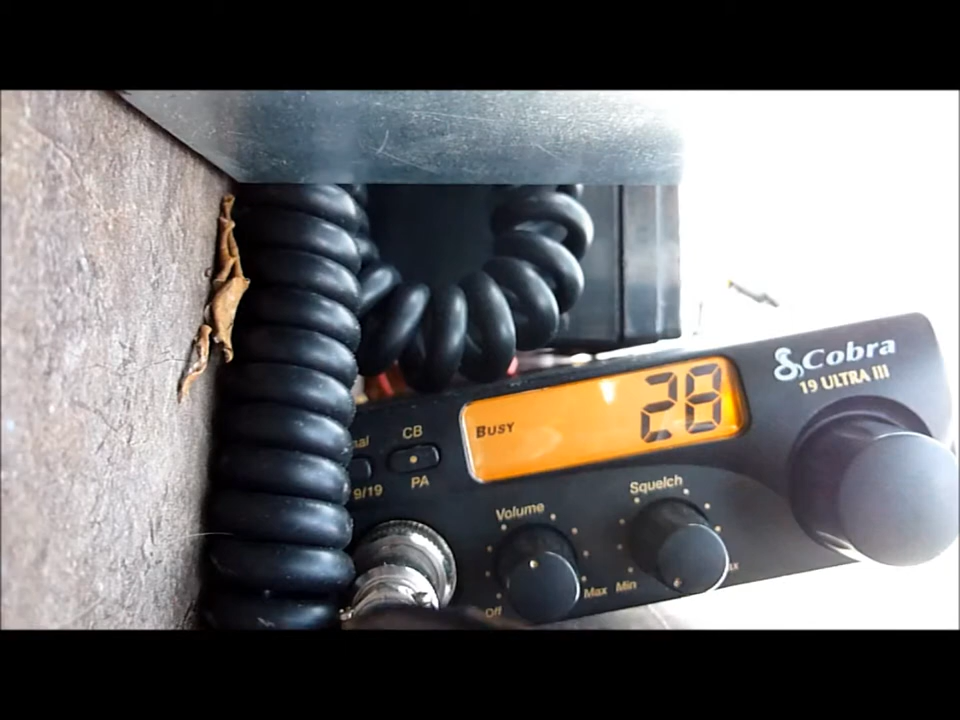 Cobra
19 ULTRA III
BUSY 28
CB
9/19
PA
Volume
Squelch
Off
Max
Min